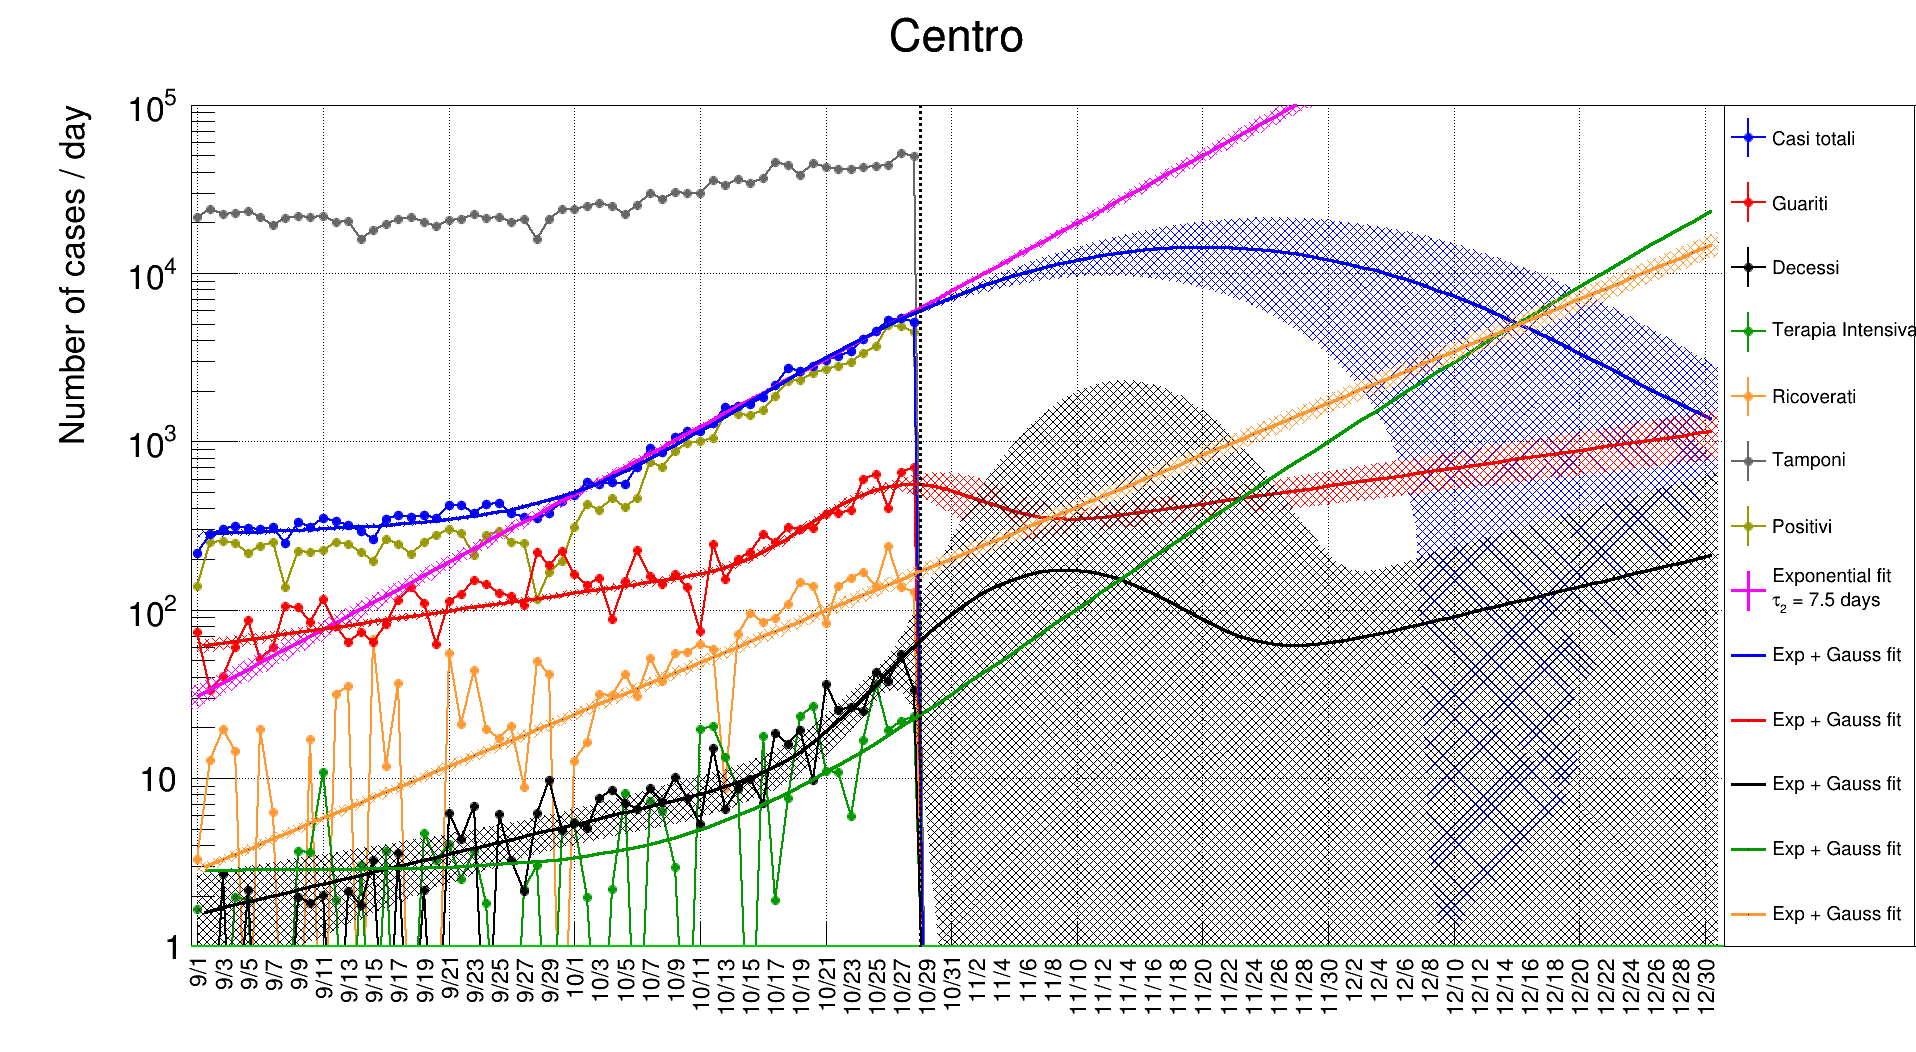 Centro
Number of cases / day
10^5
10^4
10^3
10^2
10
1
9/1 9/3 9/5 9/7 9/9 9/11 9/13 9/15 9/17 9/19 9/21 9/23 9/25 9/27 9/29 10/1 10/3 10/5 10/7 10/9 10/11 10/13 10/15 10/17 10/19 10/21 10/23 10/25 10/27 10/29 10/31 11/2 11/4 11/6 11/8 11/10 11/12 11/14 11/16 11/18 11/20 11/22 11/24 11/26 11/28 11/30 12/2 12/4 12/6 12/8 12/10 12/12 12/14 12/16 12/18 12/20 12/22 12/24 12/26 12/28 12/30
Casi totali
Guariti
Decessi
Terapia Intensiva
Ricoverati
Tamponi
Positivi
Exponential fit
τ₂ = 7.5 days
Exp + Gauss fit
Exp + Gauss fit
Exp + Gauss fit
Exp + Gauss fit
Exp + Gauss fit